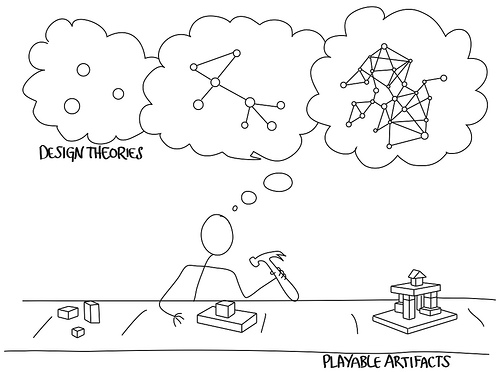 DESIGN THEORIES
PLAYABLE ARTIFACTS